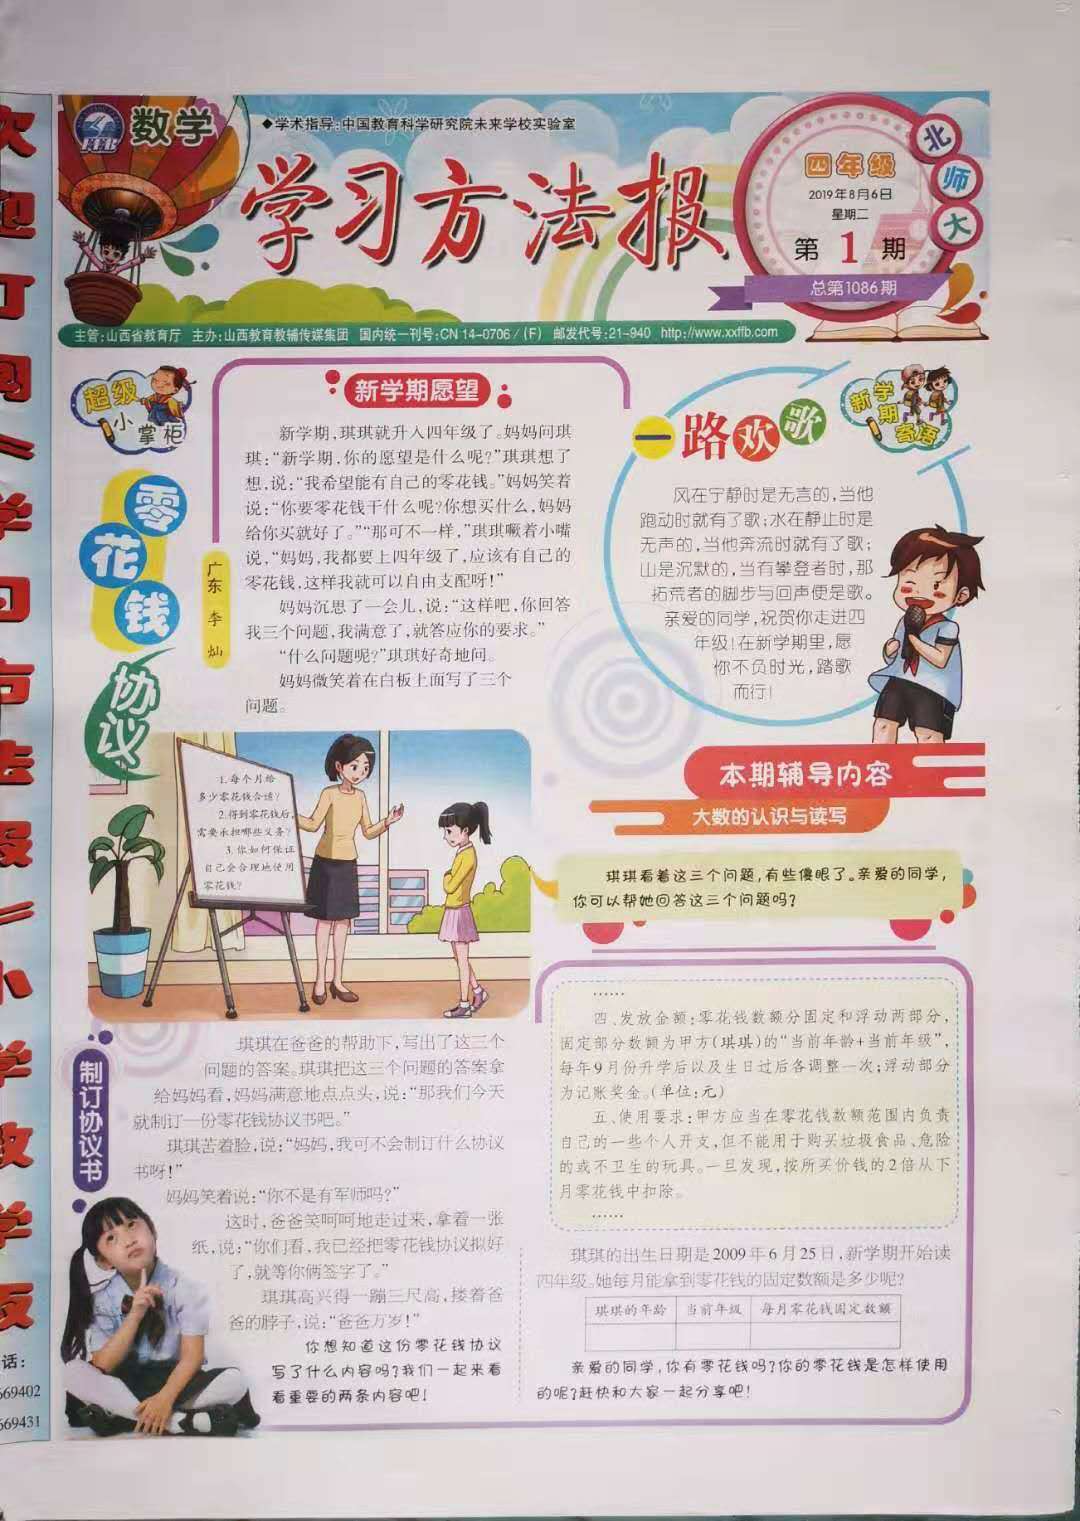 数学
◆学术指导:中国教育科学研究院未来学校实验室
学习方法报
四年级
2019年8月6日
星期二
第1期
总第1086期
北师大
主管:山西省教育厅 主办:山西教育教辅传媒集团 国内统一刊号:CN 14-0706/(F) 邮发代号:21-940 http://www.xxffb.com
超级
小掌柜
零花钱
协议
广东 李 灿
新学期愿望
新学期,琪琪就升入四年级了。妈妈问琪
琪:“新学期,你的愿望是什么呢?”琪琪想了
想,说:“我希望能有自己的零花钱。”妈妈笑着
说:“你要零花钱干什么呢?你想买什么,妈妈
给你买就好了。”“那可不一样,”琪琪噘着小嘴
说,“妈妈,我都要上四年级了,应该有自己的
零花钱,这样我就可以自由支配呀!”
妈妈沉思了一会儿,说:“这样吧,你回答
我三个问题,我满意了,就答应你的要求。”
“什么问题呢?”琪琪好奇地问。
妈妈微笑着在白板上面写了三个
问题。
1.每个月给
多少零花钱合适?
2.得到零花钱后,
需要承担哪些义务?
3.你如何保证
自己会合理地使用
零花钱?
新学期
寄语
一路欢歌
风在宁静时是无言的,当他
跑动时就有了歌;水在静止时是
无声的,当他奔流时就有了歌;
山是沉默的,当有攀登者时,那
拓荒者的脚步与回声便是歌。
亲爱的同学,祝贺你走进四
年级!在新学期里,愿
你不负时光,踏歌
而行!
本期辅导内容
大数的认识与读写
琪琪看着这三个问题,有些傻眼了。亲爱的同学,
你可以帮她回答这三个问题吗?
制订协议书
琪琪在爸爸的帮助下,写出了这三个
问题的答案。琪琪把这三个问题的答案拿
给妈妈看,妈妈满意地点点头,说:“那我们今天
就制订一份零花钱协议书吧。”
琪琪苦着脸,说:“妈妈,我可不会制订什么协议
书呀!”
妈妈笑着说:“你不是有军师吗?”
这时,爸爸笑呵呵地走过来,拿着一张
纸,说:“你们看,我已经把零花钱协议拟好
了,就等你俩签字了。”
琪琪高兴得一蹦三尺高,搂着爸
爸的脖子,说:“爸爸万岁!”
你想知道这份零花钱协议
写了什么内容吗?我们一起来看
看重要的两条内容吧!
……
四、发放金额:零花钱数额分固定和浮动两部分,
固定部分数额为甲方(琪琪)的“当前年龄+当前年级”,
每年9月份升学后以及生日过后各调整一次;浮动部分
为记账奖金。(单位:元)
五、使用要求:甲方应当在零花钱数额范围内负责
自己的一些个人开支,但不能用于购买垃圾食品、危险
的或不卫生的玩具。一旦发现,按所买价钱的2倍从下
月零花钱中扣除。
……
琪琪的出生日期是2009年6月25日,新学期开始读
四年级。她每月能拿到零花钱的固定数额是多少呢?
琪琪的年龄 当前年级 每月零花钱固定数额
亲爱的同学,你有零花钱吗?你的零花钱是怎样使用
的呢?赶快和大家一起分享吧!
话:
669402
669431